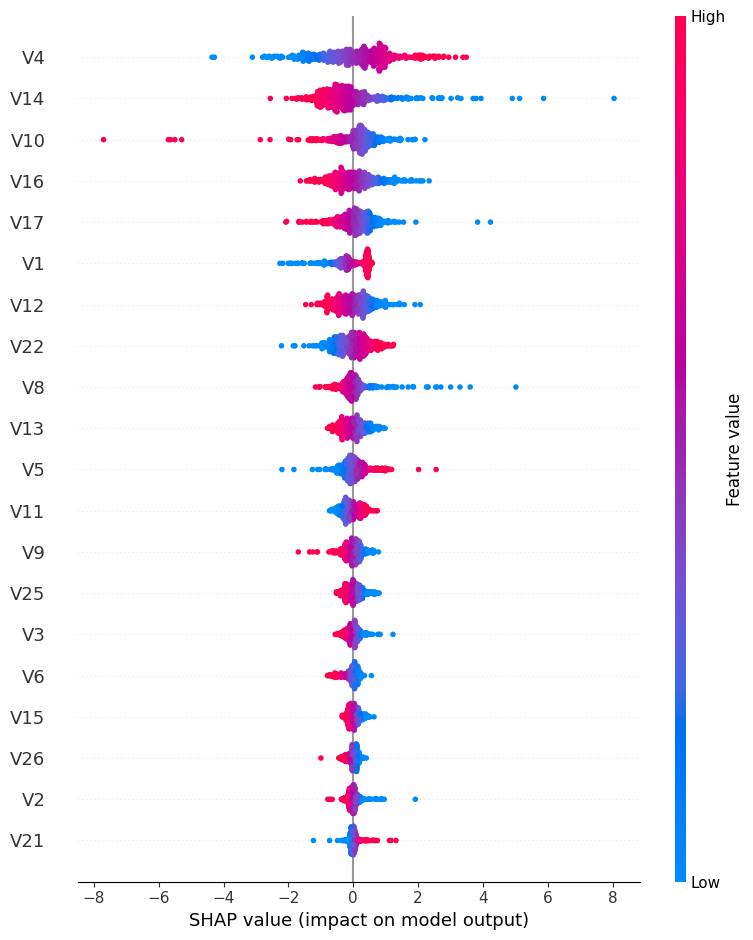 High
V4
V14
V10
V16
V17
V1
V12
V22
V8
V13
V5
V11
V9
V25
V3
V6
V15
V26
V2
V21
Feature value
Low
−8 −6 −4 −2 0 2 4 6 8
SHAP value (impact on model output)